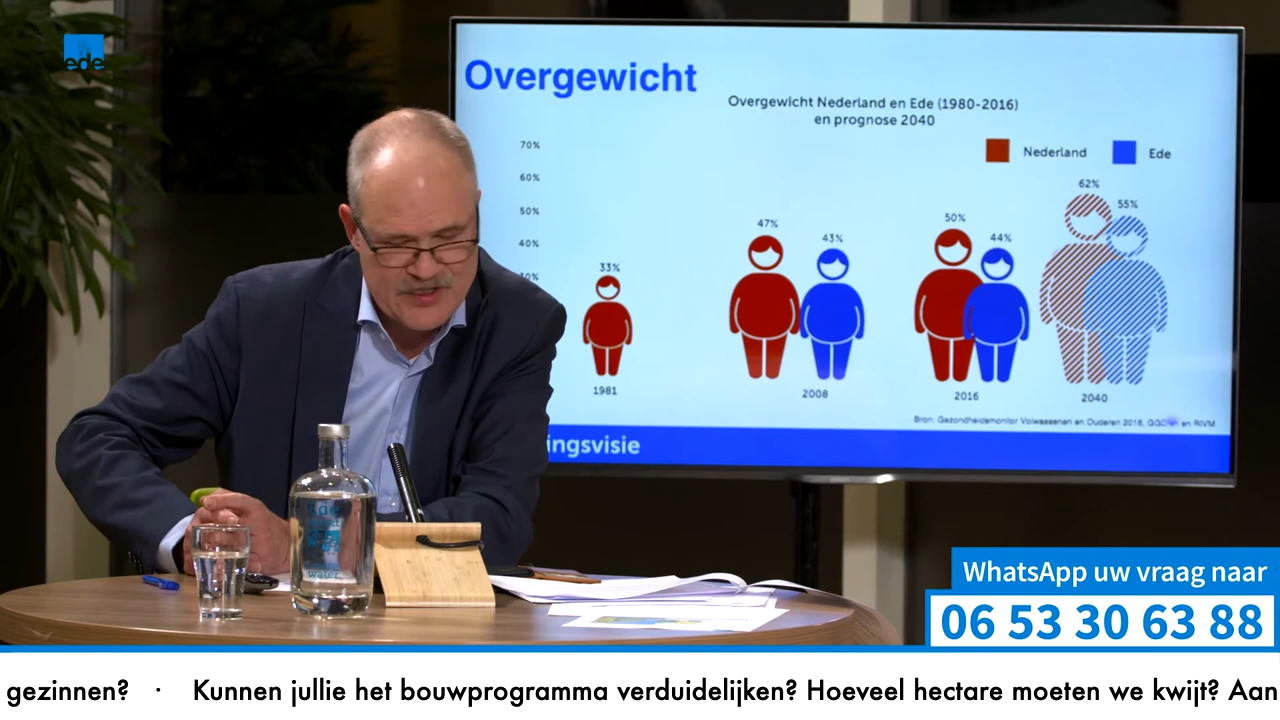 ede
Overgewicht
Overgewicht Nederland en Ede (1980-2016)
en prognose 2040
Nederland
Ede
70%
60%
50%
40%
30%
33%
47%
43%
50%
44%
62%
55%
1981
2008
2016
2040
Bron: Gezondheidsmonitor Volwassenen en Ouderen 2016, en RIVM
ingsvisie
water
WhatsApp uw vraag naar
06 53 30 63 88
gezinnen? · Kunnen jullie het bouwprogramma verduidelijken? Hoeveel hectare moeten we kwijt? Aan